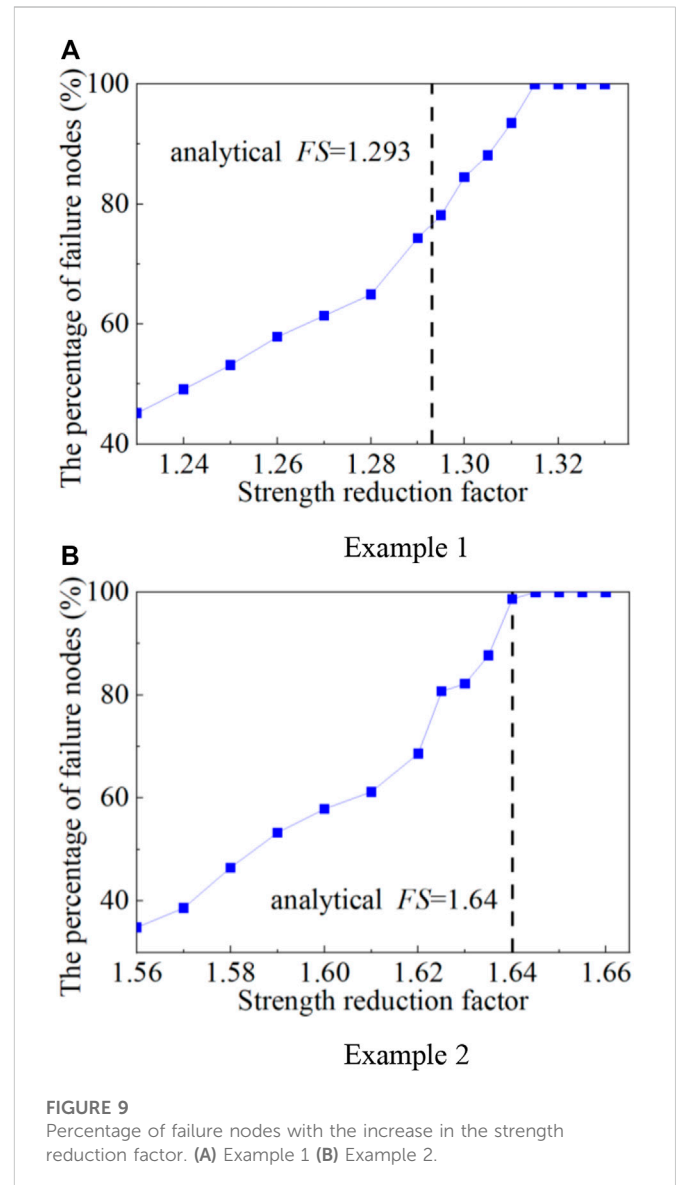 A
The percentage of failure nodes (%)
100
80
60
40
analytical FS=1.293
1.24 1.26 1.28 1.30 1.32
Strength reduction factor
Example 1
B
The percentage of failure nodes (%)
100
80
60
40
analytical FS=1.64
1.56 1.58 1.60 1.62 1.64 1.66
Strength reduction factor
Example 2
FIGURE 9
Percentage of failure nodes with the increase in the strength
reduction factor. (A) Example 1 (B) Example 2.